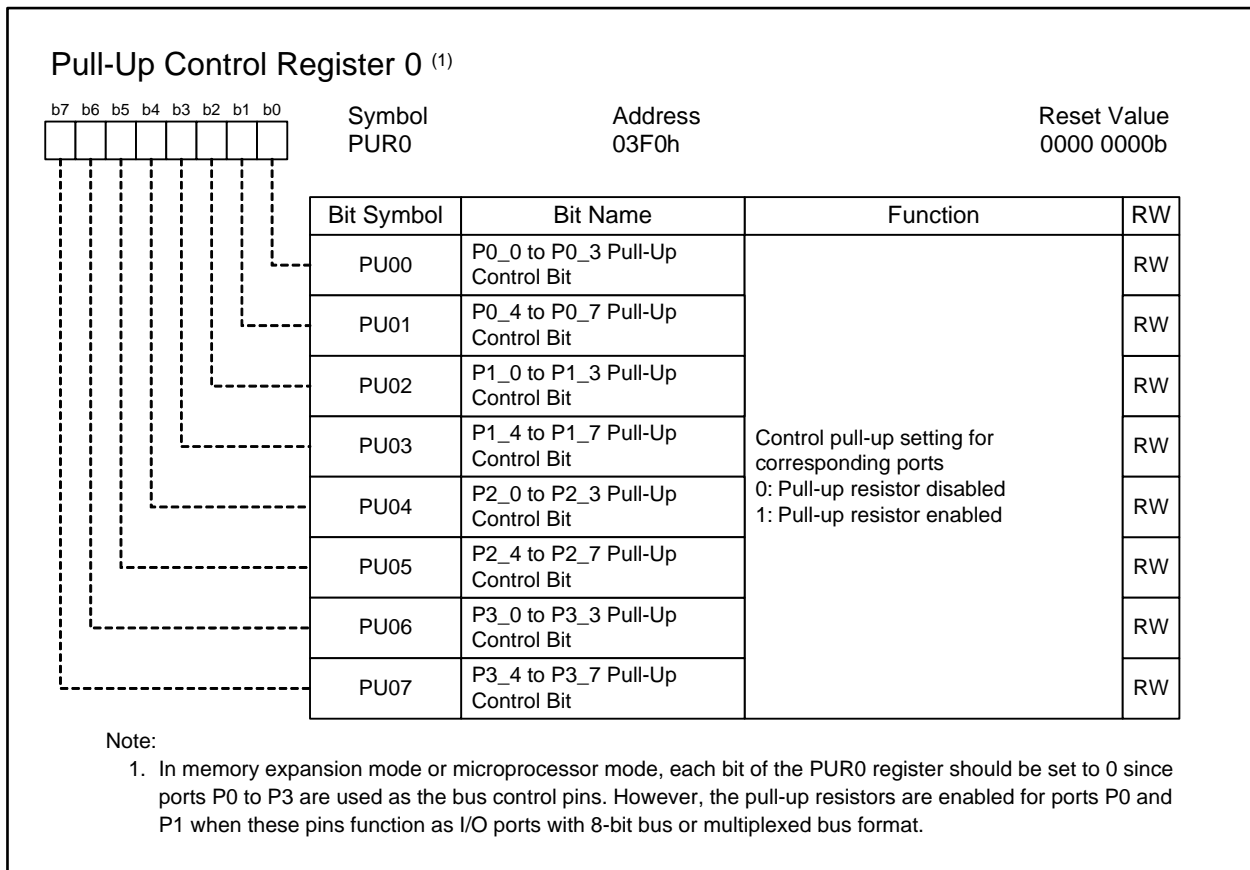 Pull-Up Control Register 0 (1)
b7 b6 b5 b4 b3 b2 b1 b0
Symbol Address Reset Value
PUR0 03F0h 0000 0000b
Bit Symbol Bit Name Function RW
PU00 P0_0 to P0_3 Pull-Up Control Bit RW
PU01 P0_4 to P0_7 Pull-Up Control Bit RW
PU02 P1_0 to P1_3 Pull-Up Control Bit RW
PU03 P1_4 to P1_7 Pull-Up Control Bit RW
Control pull-up setting for
corresponding ports
0: Pull-up resistor disabled
1: Pull-up resistor enabled
PU04 P2_0 to P2_3 Pull-Up Control Bit RW
PU05 P2_4 to P2_7 Pull-Up Control Bit RW
PU06 P3_0 to P3_3 Pull-Up Control Bit RW
PU07 P3_4 to P3_7 Pull-Up Control Bit RW
Note:
1. In memory expansion mode or microprocessor mode, each bit of the PUR0 register should be set to 0 since
ports P0 to P3 are used as the bus control pins. However, the pull-up resistors are enabled for ports P0 and
P1 when these pins function as I/O ports with 8-bit bus or multiplexed bus format.